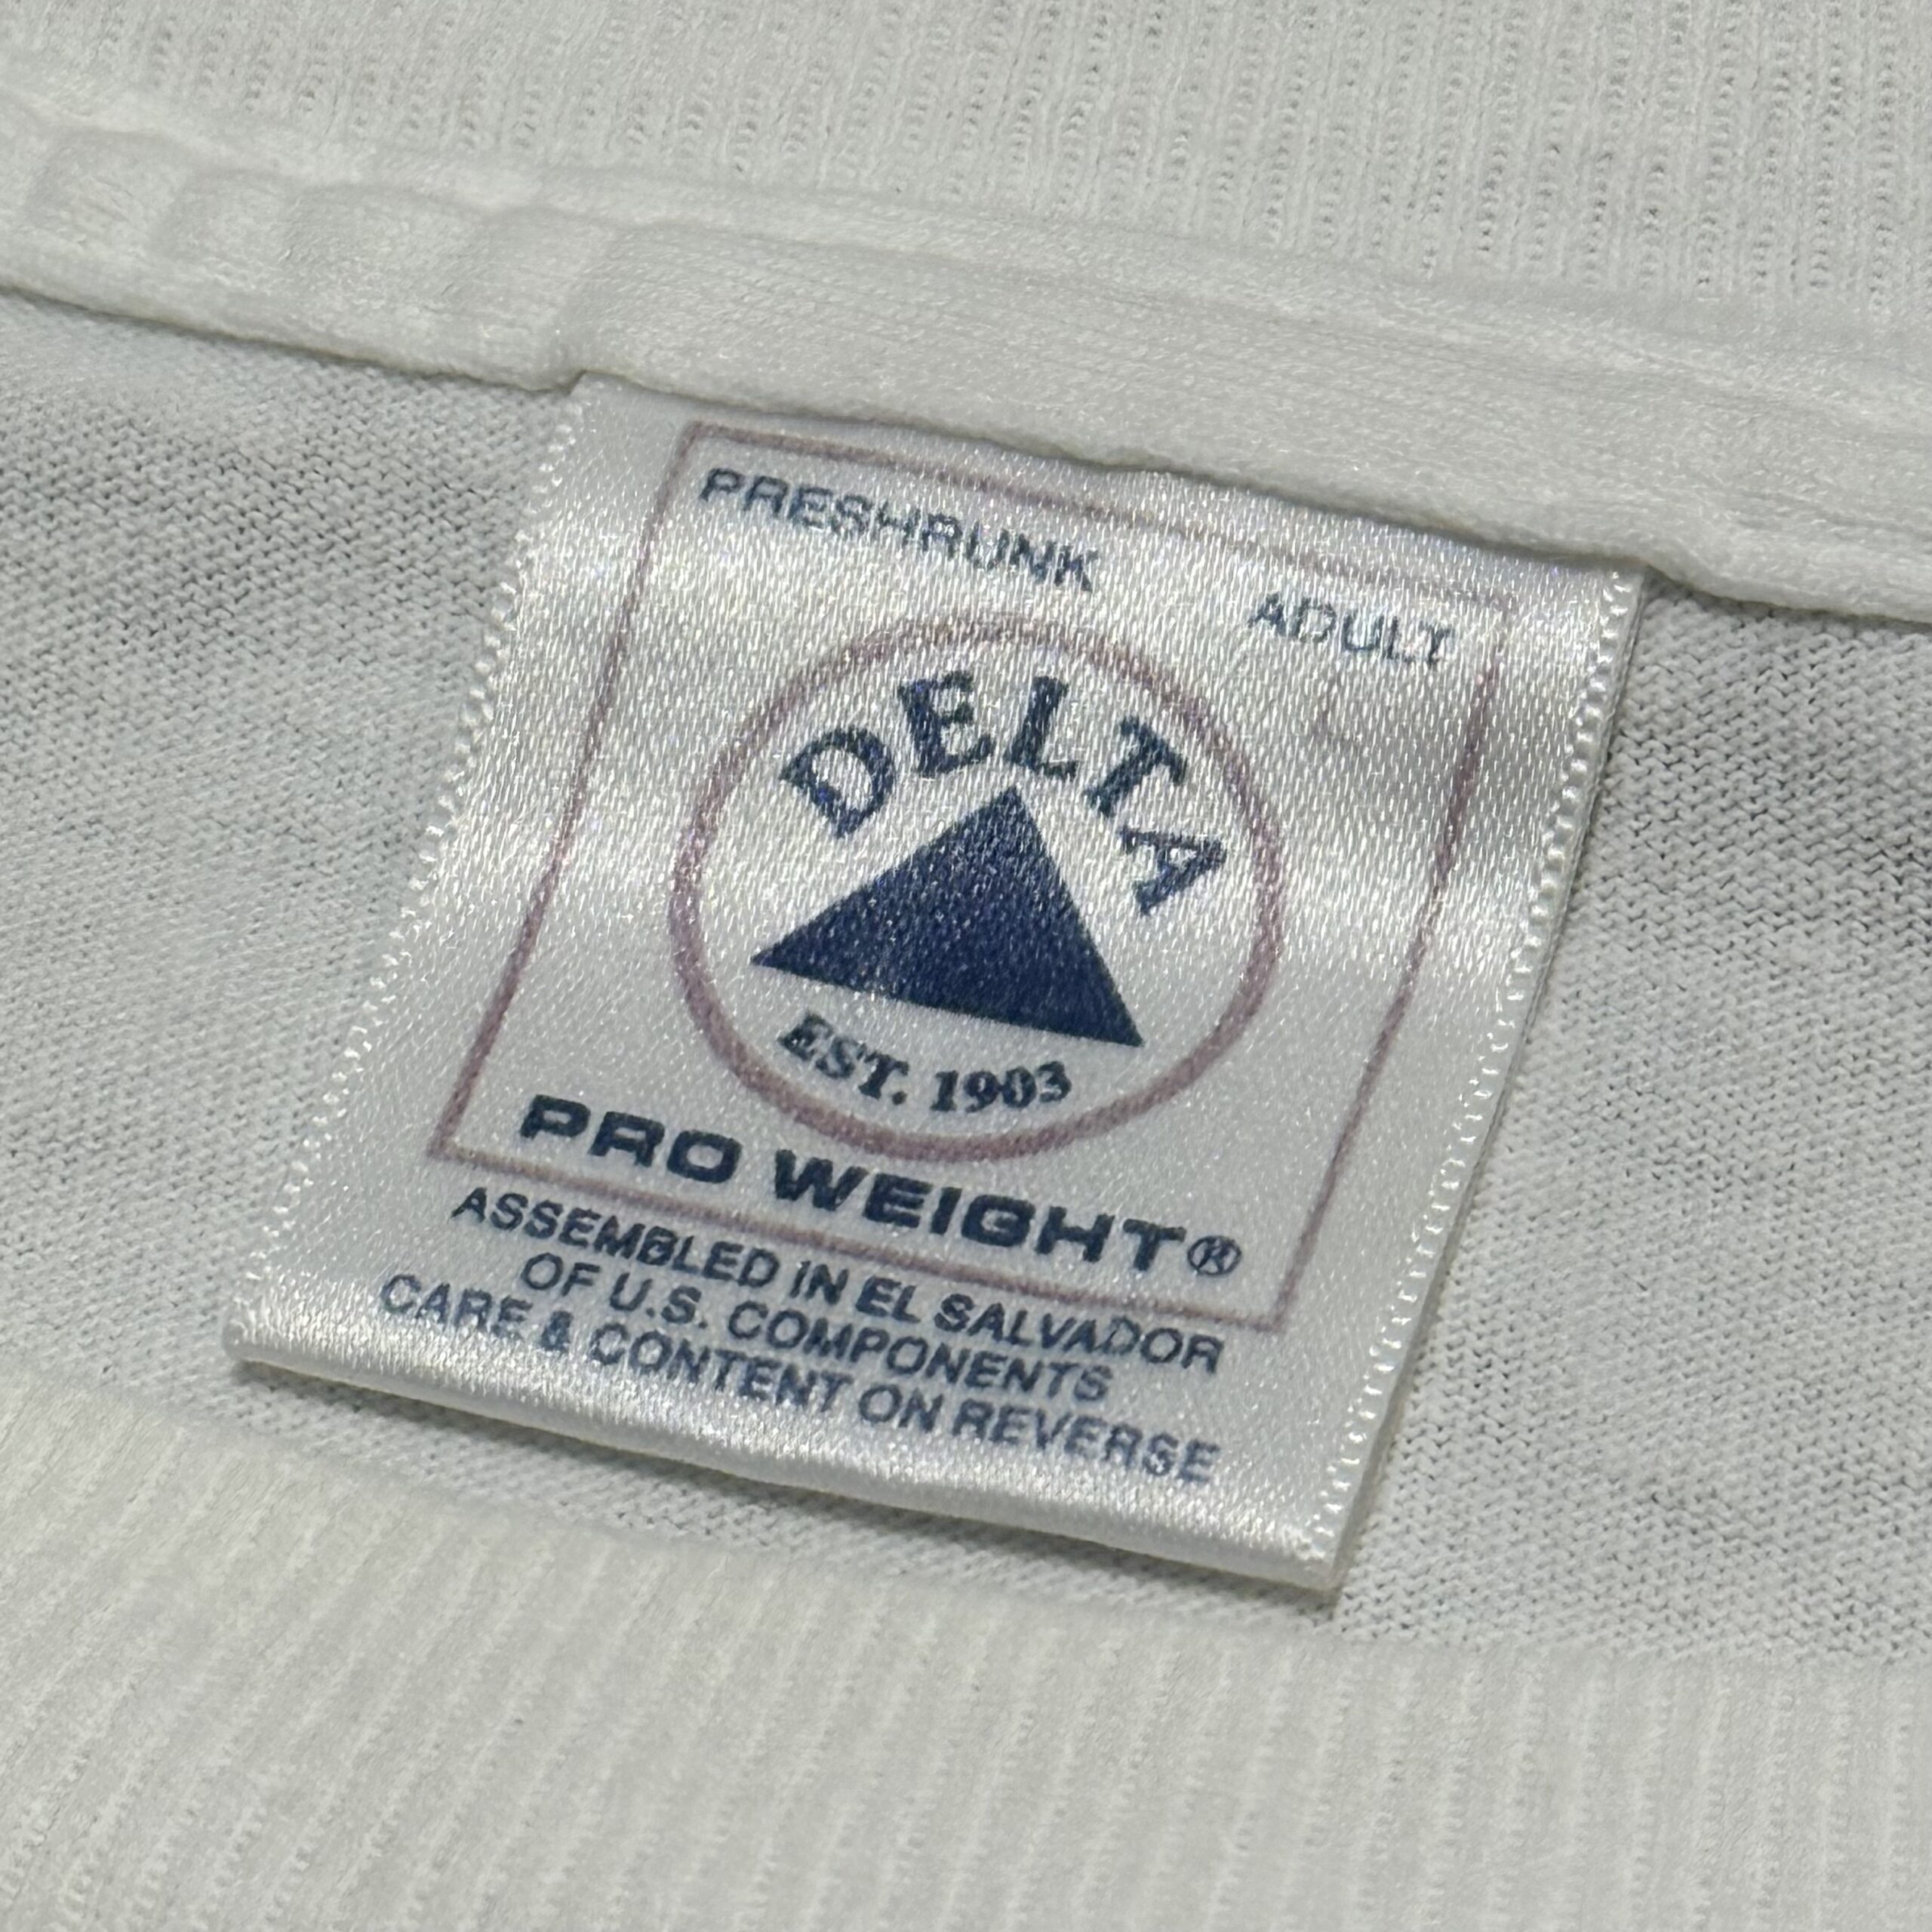 PRESHRUNK ADULT
DELTA
EST. 1903
PRO WEIGHT®
ASSEMBLED IN EL SALVADOR
OF U.S. COMPONENTS
CARE & CONTENT ON REVERSE